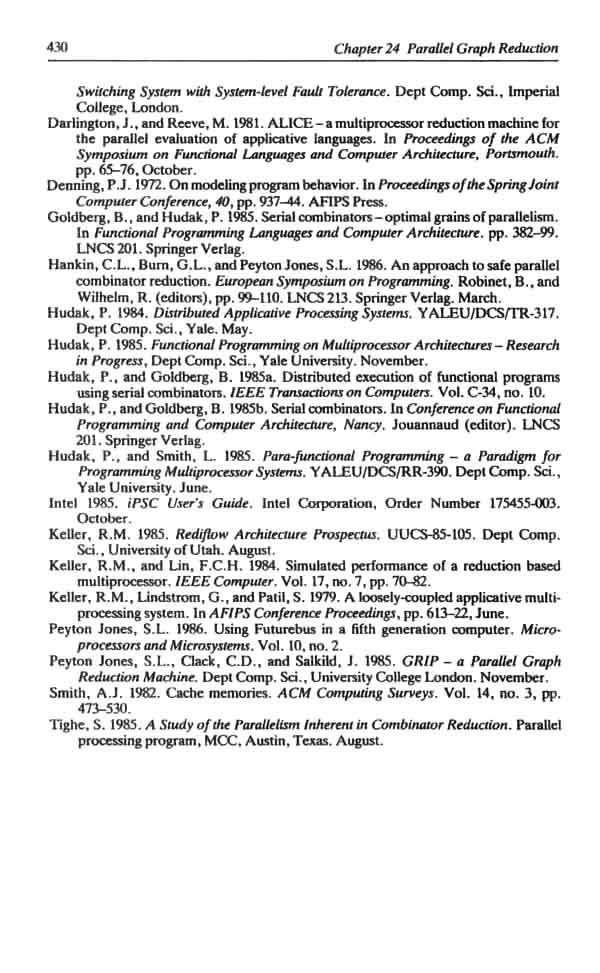 430
Chapter 24 Parallel Graph Reduction
Switching System with System-level Fault Tolerance. Dept Comp. Sci., Imperial
College, London.
Darlington, J., and Reeve, M. 1981. ALICE – a multiprocessor reduction machine for
the parallel evaluation of applicative languages. In Proceedings of the ACM
Symposium on Functional Languages and Computer Architecture, Portsmouth.
pp. 65–76, October.
Denning, P.J. 1972. On modeling program behavior. In Proceedings of the Spring Joint
Computer Conference, 40, pp. 937–44. AFIPS Press.
Goldberg, B., and Hudak, P. 1985. Serial combinators – optimal grains of parallelism.
In Functional Programming Languages and Computer Architecture. pp. 382–99.
LNCS 201. Springer Verlag.
Hankin, C.L., Burn, G.L., and Peyton Jones, S.L. 1986. An approach to safe parallel
combinator reduction. European Symposium on Programming. Robinet, B., and
Wilhelm, R. (editors), pp. 99–110. LNCS 213. Springer Verlag. March.
Hudak, P. 1984. Distributed Applicative Processing Systems. YALEU/DCS/TR-317.
Dept Comp. Sci., Yale. May.
Hudak, P. 1985. Functional Programming on Multiprocessor Architectures – Research
in Progress, Dept Comp. Sci., Yale University. November.
Hudak, P., and Goldberg, B. 1985a. Distributed execution of functional programs
using serial combinators. IEEE Transactions on Computers. Vol. C-34, no. 10.
Hudak, P., and Goldberg, B. 1985b. Serial combinators. In Conference on Functional
Programming and Computer Architecture, Nancy. Jouannaud (editor). LNCS
201. Springer Verlag.
Hudak, P., and Smith, L. 1985. Para-functional Programming – a Paradigm for
Programming Multiprocessor Systems. YALEU/DCS/RR-390. Dept Comp. Sci.,
Yale University. June.
Intel 1985. iPSC User's Guide. Intel Corporation, Order Number 175455-003.
October.
Keller, R.M. 1985. Rediflow Architecture Prospectus. UUCS-85-105. Dept Comp.
Sci., University of Utah. August.
Keller, R.M., and Lin, F.C.H. 1984. Simulated performance of a reduction based
multiprocessor. IEEE Computer. Vol. 17, no. 7, pp. 70–82.
Keller, R.M., Lindstrom, G., and Patil, S. 1979. A loosely-coupled applicative multi-
processing system. In AFIPS Conference Proceedings, pp. 613–22, June.
Peyton Jones, S.L. 1986. Using Futurebus in a fifth generation computer. Micro-
processors and Microsystems. Vol. 10, no. 2.
Peyton Jones, S.L., Clack, C.D., and Salkild, J. 1985. GRIP – a Parallel Graph
Reduction Machine. Dept Comp. Sci., University College London. November.
Smith, A.J. 1982. Cache memories. ACM Computing Surveys. Vol. 14, no. 3, pp.
473–530.
Tighe, S. 1985. A Study of the Parallelism Inherent in Combinator Reduction. Parallel
processing program, MCC, Austin, Texas. August.